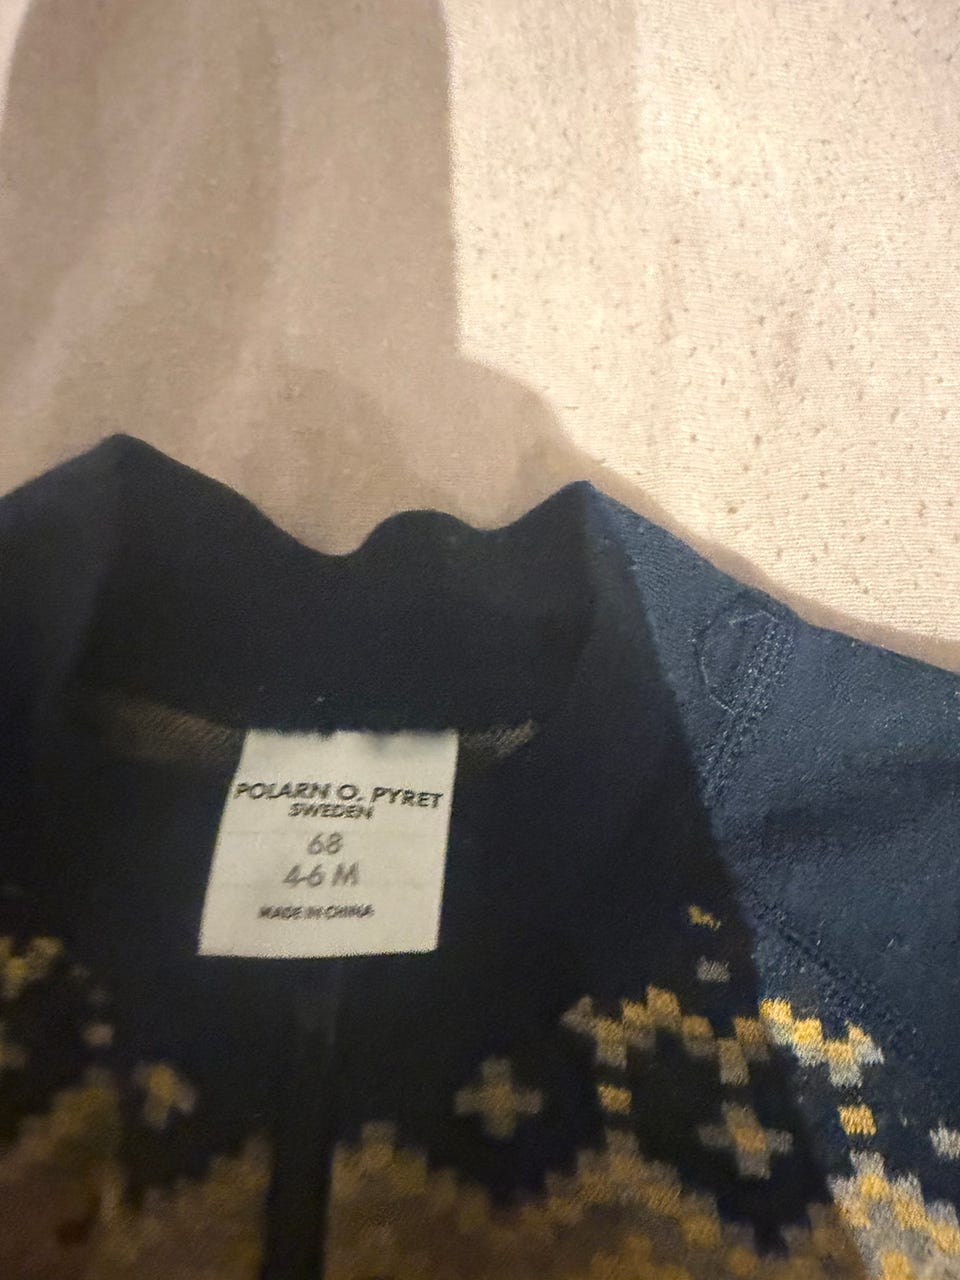 POLARN O. PYRET
SWEDEN
68
4-6 M
MADE IN CHINA